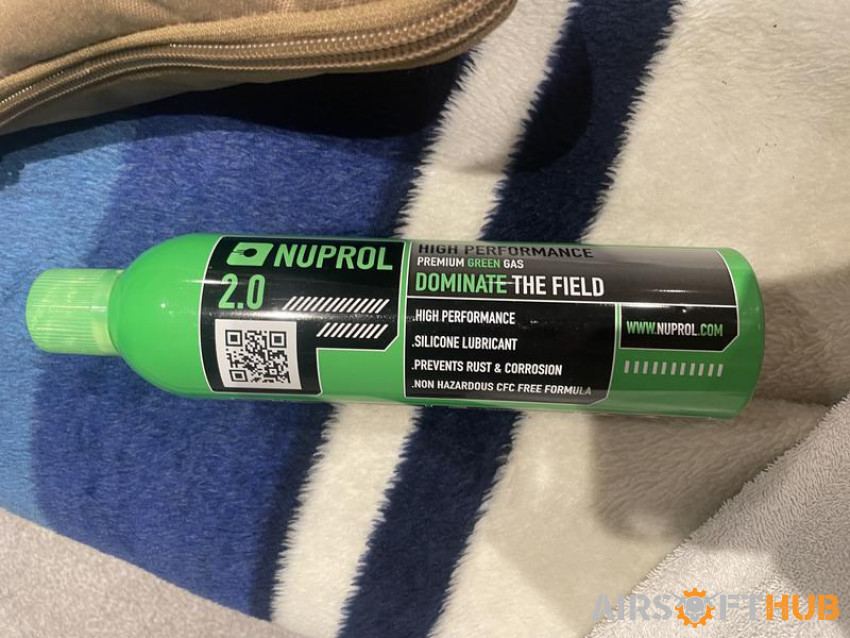 NUPROL
2.0
HIGH PERFORMANCE
PREMIUM GREEN GAS
DOMINATE THE FIELD
.HIGH PERFORMANCE
.SILICONE LUBRICANT
.PREVENTS RUST & CORROSION
.NON HAZARDOUS CFC FREE FORMULA
WWW.NUPROL.COM
AIRSOFTHUB